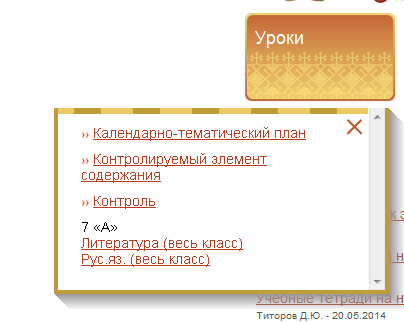 Уроки
›› Календарно-тематический план
›› Контролируемый элемент
содержания
›› Контроль
7 «А»
Литература (весь класс)
Рус.яз. (весь класс)
Учебные тетради на
Титоров Д.Ю. - 20.05.2014